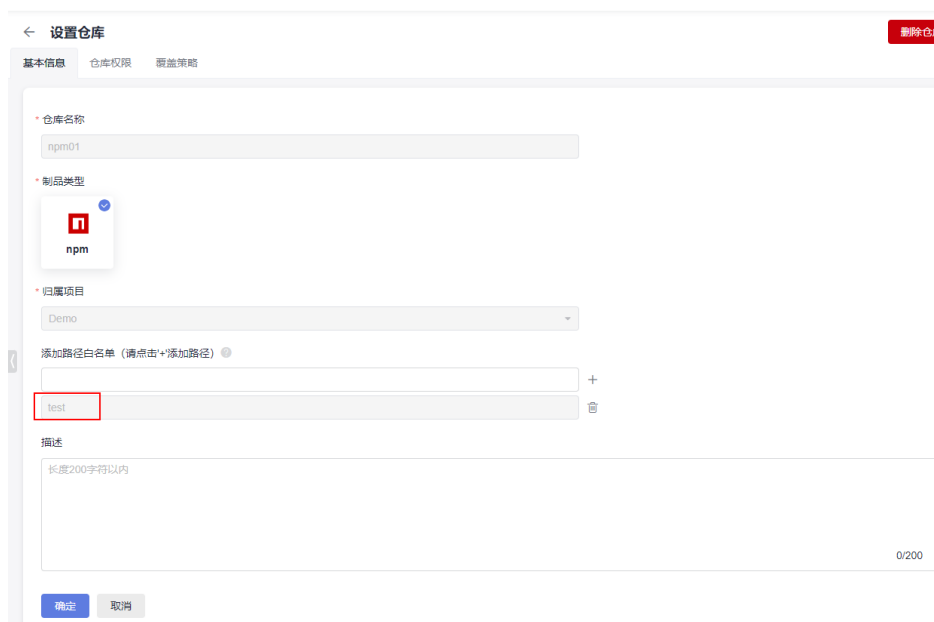 设置仓库
删除仓
基本信息 仓库权限 覆盖策略
* 仓库名称
npm01
* 制品类型
npm
* 归属项目
Demo
添加路径白名单（请点击'+'添加路径） ?
test
描述
长度200字符以内
0/200
确定 取消